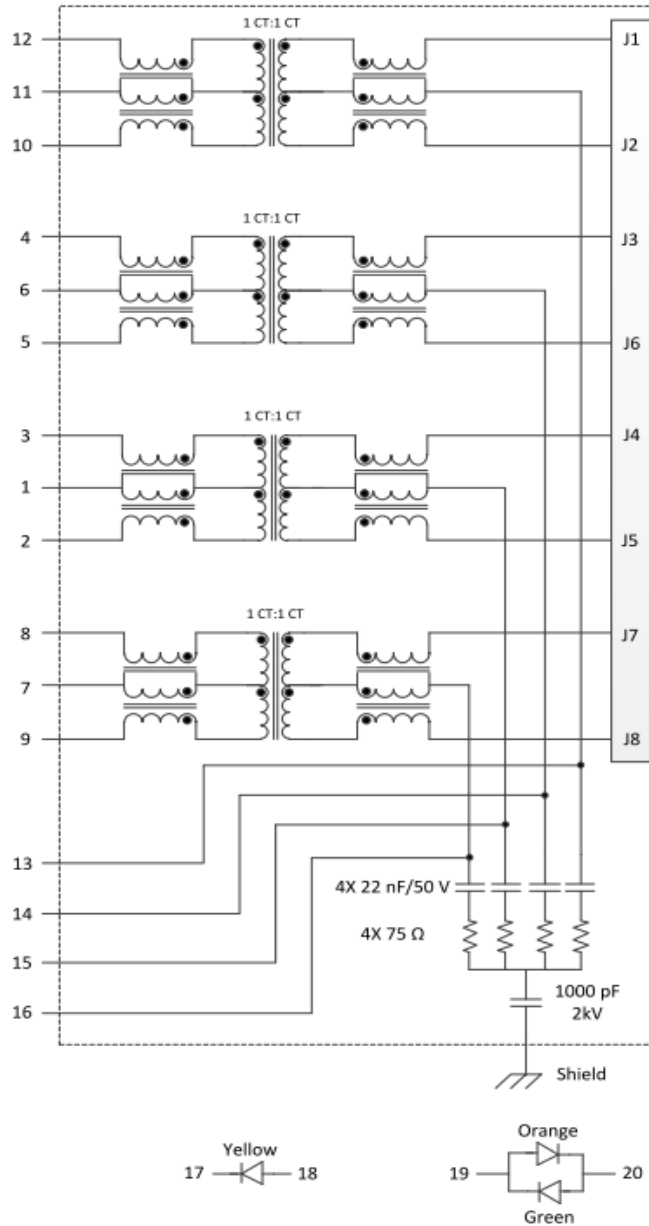 1 CT:1 CT
12 J1
11
10 J2
1 CT:1 CT
4 J3
6
5 J6
1 CT:1 CT
3 J4
1
2 J5
1 CT:1 CT
8 J7
7
9 J8
13
4X 22 nF/50 V
14
4X 75 Ω
15
1000 pF
2kV
16
Shield
Yellow
17 18
Orange
19 20
Green